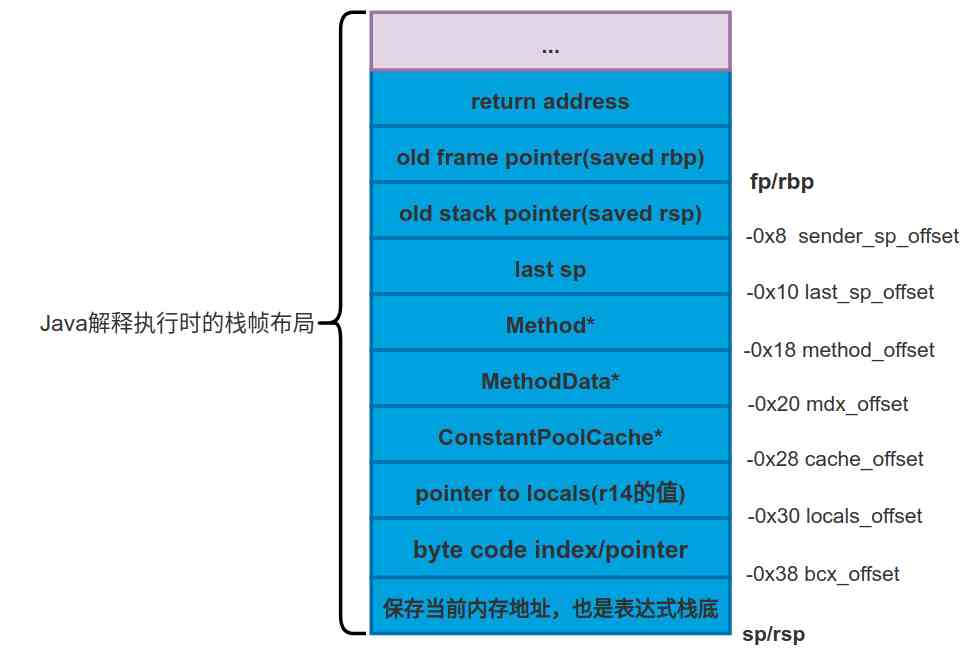 ...
return address
old frame pointer(saved rbp)
fp/rbp
old stack pointer(saved rsp)
-0x8 sender_sp_offset
last sp
-0x10 last_sp_offset
Java解释执行时的栈帧布局
Method*
-0x18 method_offset
MethodData*
-0x20 mdx_offset
ConstantPoolCache*
-0x28 cache_offset
pointer to locals(r14的值)
-0x30 locals_offset
byte code index/pointer
-0x38 bcx_offset
保存当前内存地址，也是表达式栈底
sp/rsp